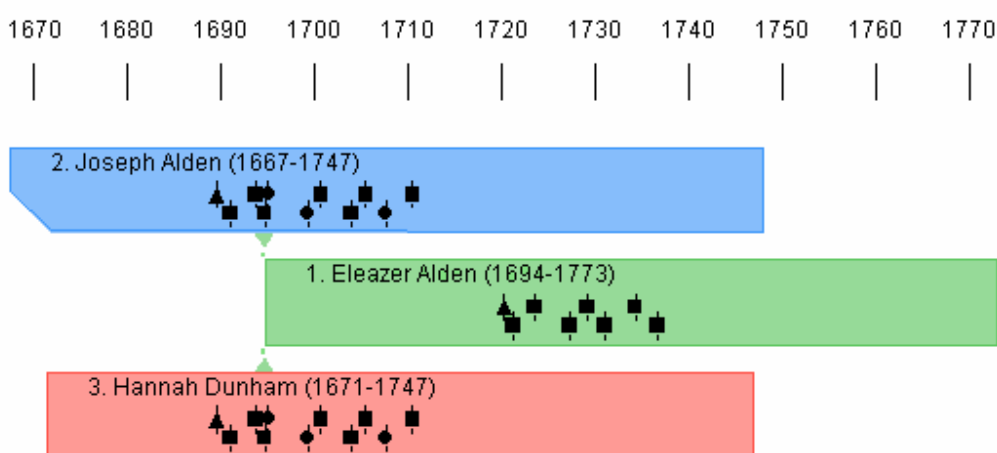 1670 1680 1690 1700 1710 1720 1730 1740 1750 1760 1770
2. Joseph Alden (1667-1747)
1. Eleazer Alden (1694-1773)
3. Hannah Dunham (1671-1747)